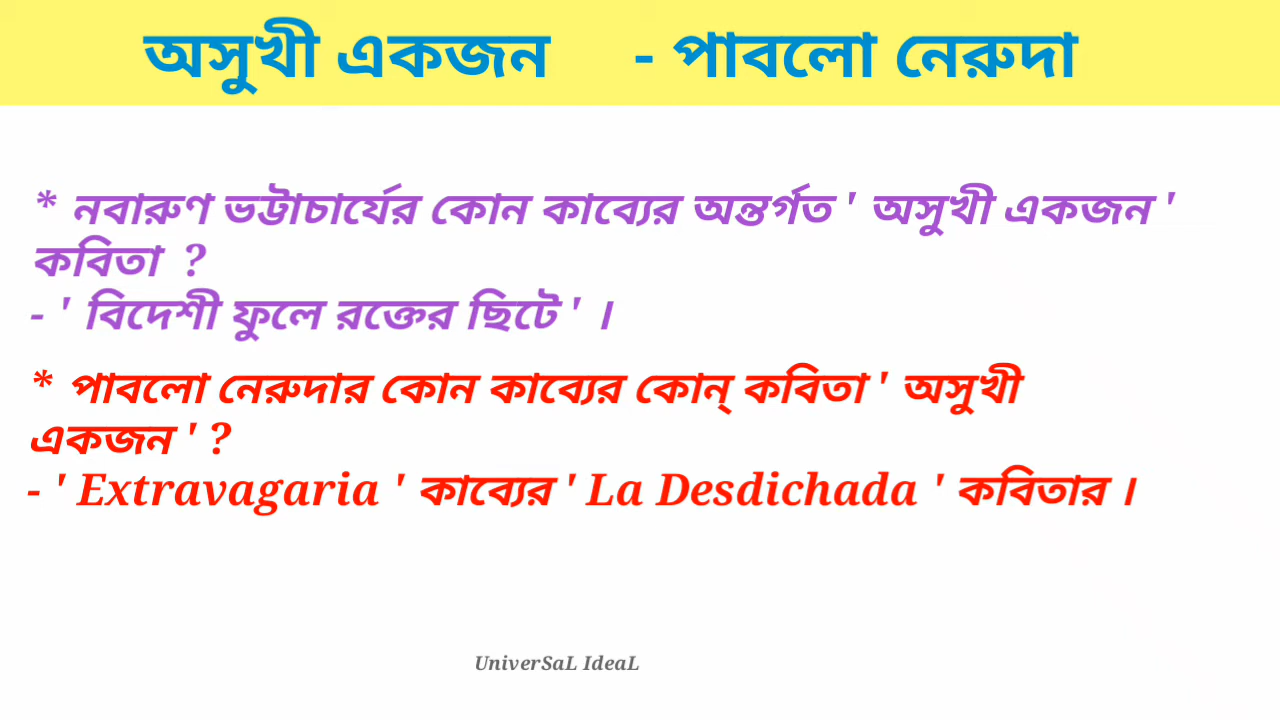 অসুখী একজন - পাবলো নেরুদা
* নবারুণ ভট্টাচার্যের কোন কাব্যের অন্তর্গত ' অসুখী একজন '
কবিতা ?
- ' বিদেশী ফুলে রক্তের ছিটে ' ।
* পাবলো নেরুদার কোন কাব্যের কোন্ কবিতা ' অসুখী
একজন ' ?
- ' Extravagaria ' কাব্যের ' La Desdichada ' কবিতার ।
UniverSaL IdeaL